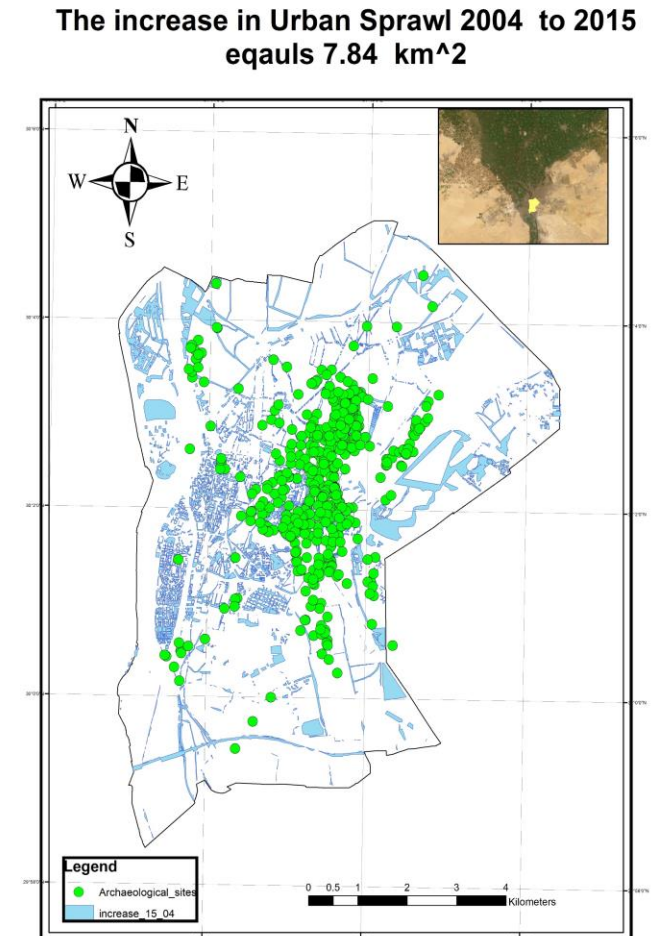 The increase in Urban Sprawl 2004 to 2015
eqauls 7.84 km^2
N
W E
S
Legend
Archaeological_sites
increase_15_04
0 0.5 1 2 3 4
Kilometers